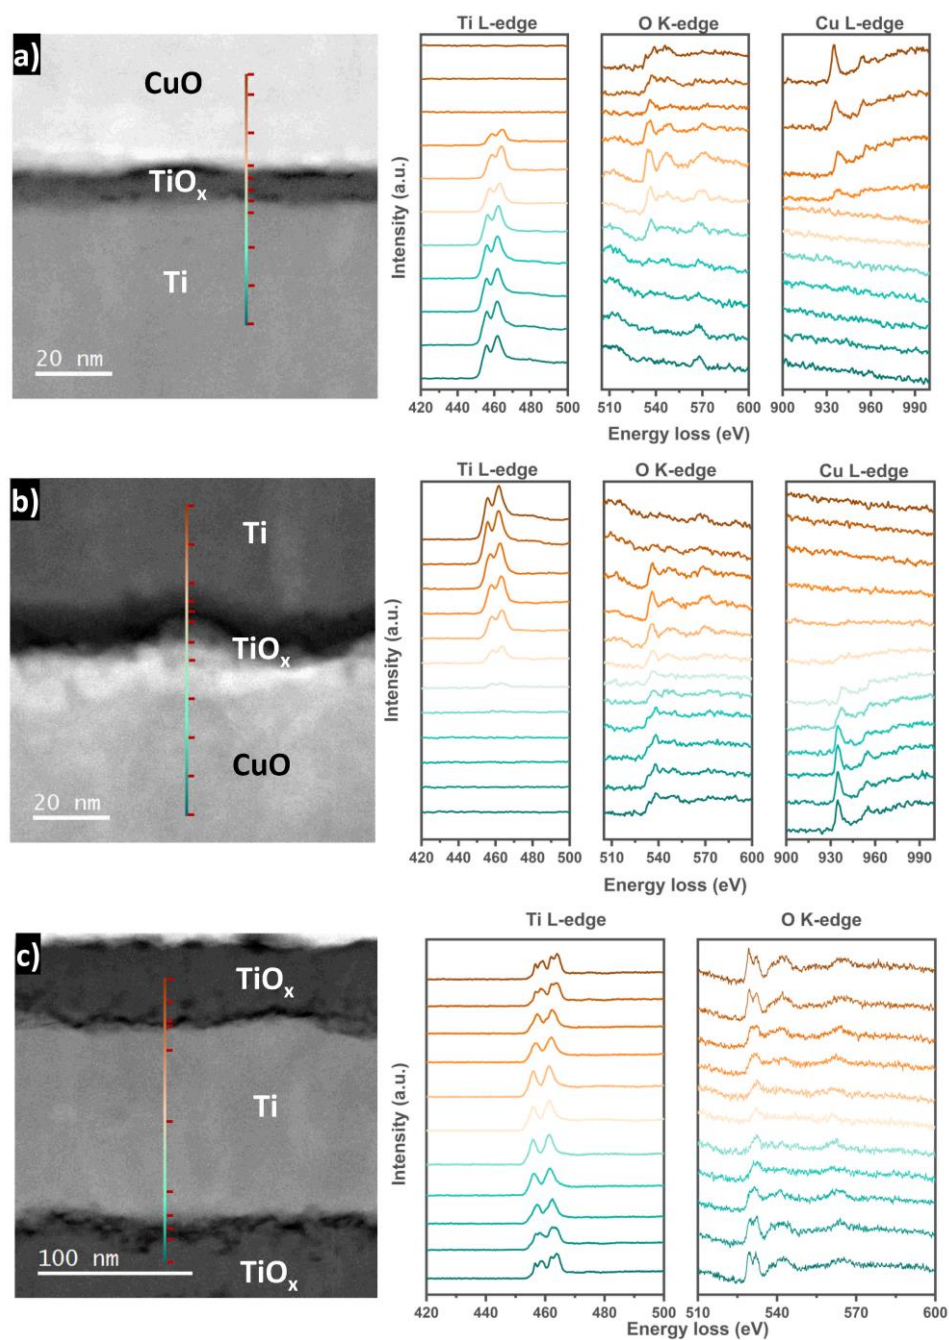 a)
CuO
TiOx
Ti
20 nm
Ti L-edge
O K-edge
Cu L-edge
Intensity (a.u.)
420 440 460 480 500
510 540 570 600
900 930 960 990
Energy loss (eV)
b)
Ti
TiOx
CuO
20 nm
Ti L-edge
O K-edge
Cu L-edge
Intensity (a.u.)
420 440 460 480 500
510 540 570 600
900 930 960 990
Energy loss (eV)
c)
TiOx
Ti
TiOx
100 nm
Ti L-edge
O K-edge
Intensity (a.u.)
420 440 460 480 500
510 540 570 600
Energy loss (eV)